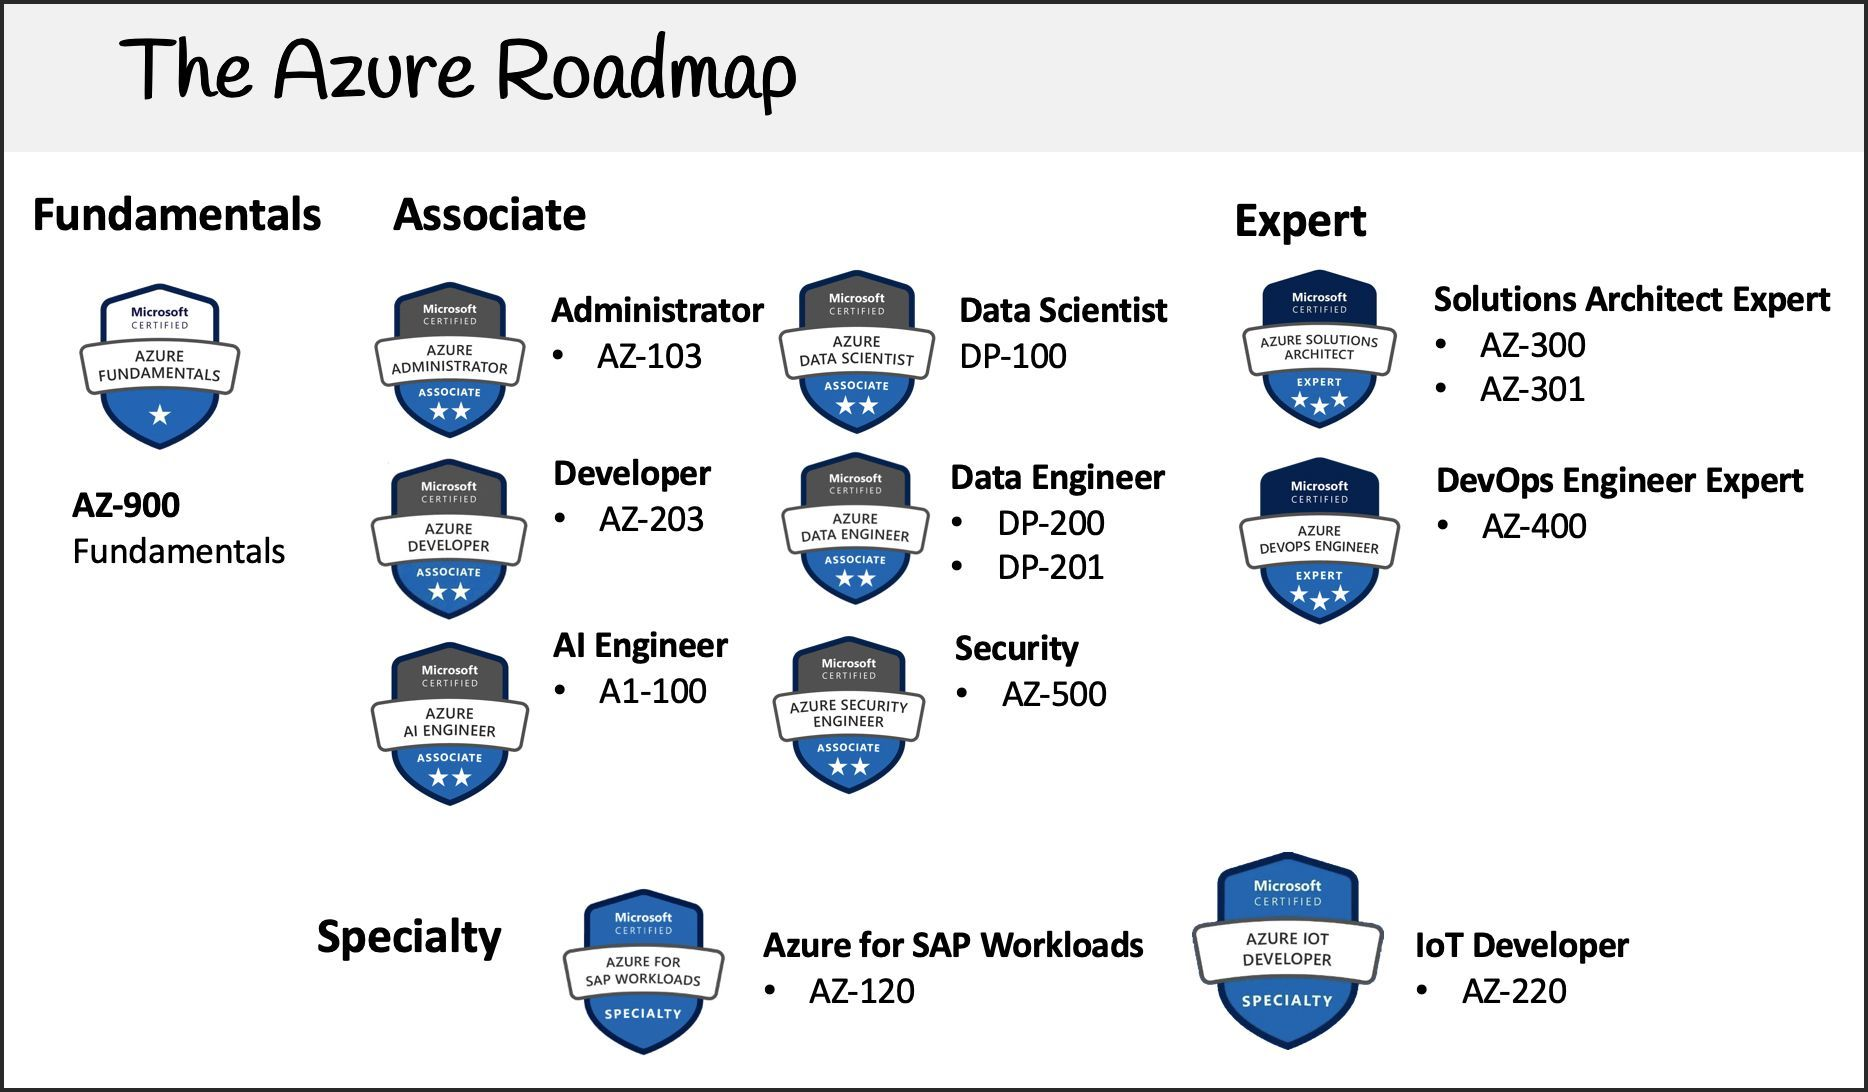 The Azure Roadmap
Fundamentals
Microsoft
CERTIFIED
AZURE
FUNDAMENTALS
AZ-900
Fundamentals
Associate
Microsoft
CERTIFIED
AZURE
ADMINISTRATOR
ASSOCIATE
Administrator
• AZ-103
Microsoft
CERTIFIED
AZURE
DATA SCIENTIST
ASSOCIATE
Data Scientist
DP-100
Microsoft
CERTIFIED
AZURE
DEVELOPER
ASSOCIATE
Developer
• AZ-203
Microsoft
CERTIFIED
AZURE
DATA ENGINEER
ASSOCIATE
Data Engineer
• DP-200
• DP-201
Microsoft
CERTIFIED
AZURE
AI ENGINEER
ASSOCIATE
AI Engineer
• A1-100
Microsoft
CERTIFIED
AZURE SECURITY
ENGINEER
ASSOCIATE
Security
• AZ-500
Expert
Microsoft
CERTIFIED
AZURE SOLUTIONS
ARCHITECT
EXPERT
Solutions Architect Expert
• AZ-300
• AZ-301
Microsoft
CERTIFIED
AZURE
DEVOPS ENGINEER
EXPERT
DevOps Engineer Expert
• AZ-400
Specialty
Microsoft
CERTIFIED
AZURE FOR
SAP WORKLOADS
SPECIALTY
Azure for SAP Workloads
• AZ-120
Microsoft
CERTIFIED
AZURE IOT
DEVELOPER
SPECIALTY
IoT Developer
• AZ-220